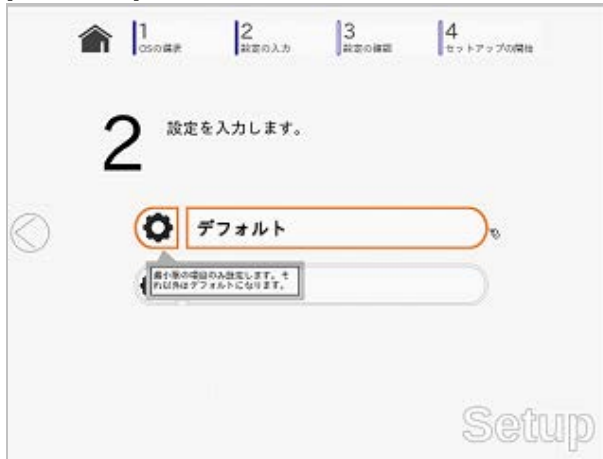 1
OSの選択
2
設定の入力
3
設定の確認
4
セットアップの開始
2
設定を入力します。
デフォルト
最小限の項目のみ設定します。そ
れ以外はデフォルトになります。
Setup